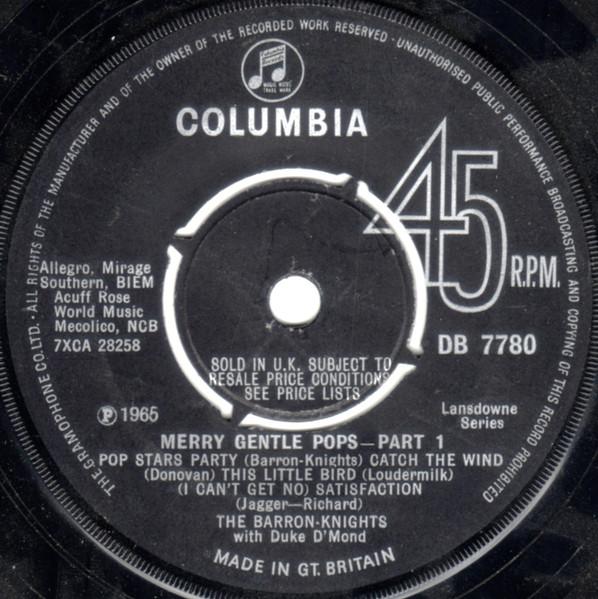 ALL RIGHTS OF THE MANUFACTURER AND OF THE OWNER OF THE RECORDED WORK RESERVED · UNAUTHORISED PUBLIC PERFORMANCE BROADCASTING AND COPYING OF THIS RECORD PROHIBITED
THE GRAMOPHONE CO. LTD.
MAGIC NOTES
TRADE MARK
COLUMBIA
45
R.P.M.
Allegro, Mirage
Southern, BIEM
Acuff Rose
World Music
Mecolico, NCB
7XCA 28258
DB 7780
SOLD IN U.K. SUBJECT TO
RESALE PRICE CONDITIONS
SEE PRICE LISTS
Ⓟ 1965
Lansdowne
Series
MERRY GENTLE POPS—PART 1
POP STARS PARTY (Barron-Knights) CATCH THE WIND
(Donovan) THIS LITTLE BIRD (Loudermilk)
(I CAN'T GET NO) SATISFACTION
(Jagger—Richard)
THE BARRON-KNIGHTS
with Duke D'Mond
MADE IN GT. BRITAIN